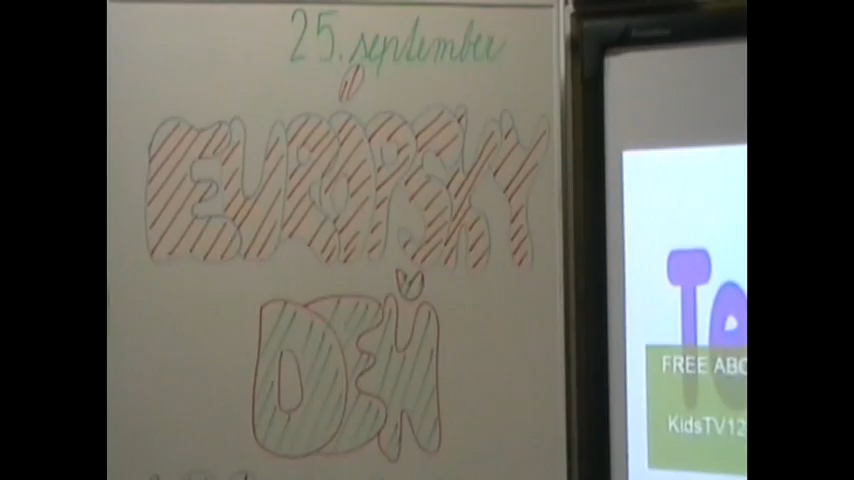 25. september
EURÓPSKY
DEŇ
FREE ABC
KidsTV12